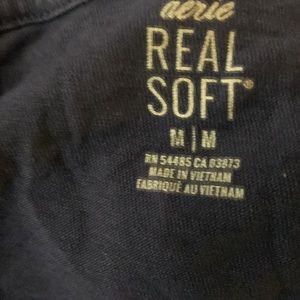 aerie
REAL
SOFT®
M | M
RN 54485 CA 03873
MADE IN VIETNAM
FABRIQUÉ AU VIETNAM